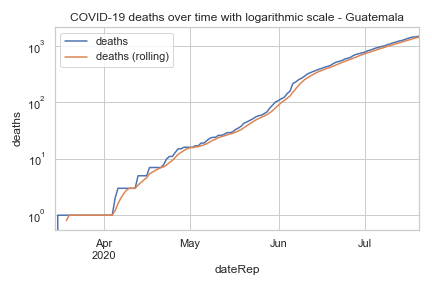 COVID-19 deaths over time with logarithmic scale - Guatemala
deaths
deaths (rolling)
10³
10²
10¹
10⁰
deaths
Apr
2020
May
Jun
Jul
dateRep